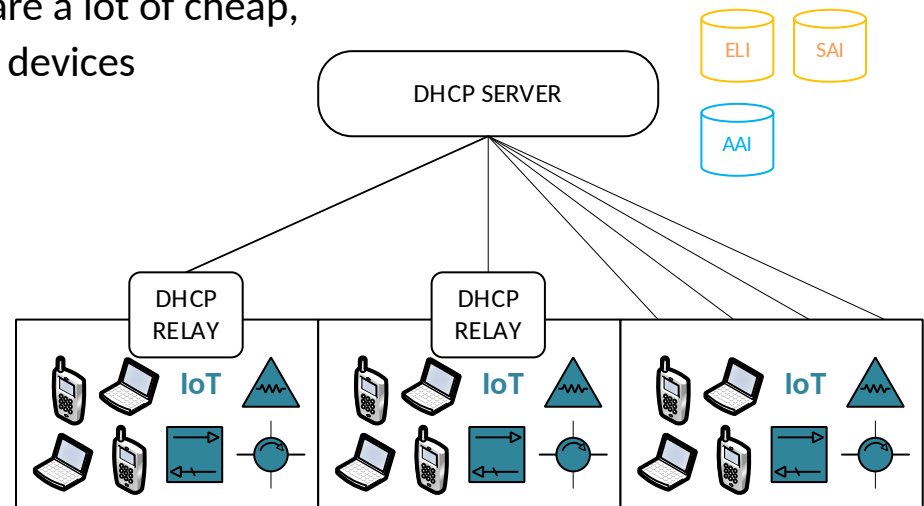 are a lot of cheap,
devices
ELI
SAI
DHCP SERVER
AAI
DHCP
RELAY
DHCP
RELAY
IoT
IoT
IoT